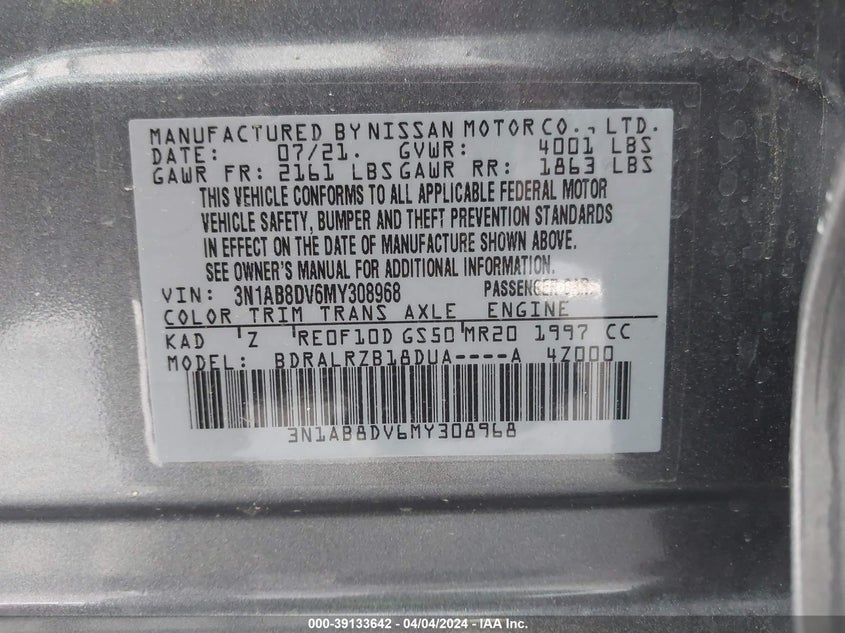 MANUFACTURED BY NISSAN MOTOR CO., LTD.
DATE: 07/21. GVWR: 4001 LBS
GAWR FR: 2161 LBS GAWR RR: 1863 LBS
THIS VEHICLE CONFORMS TO ALL APPLICABLE FEDERAL MOTOR
VEHICLE SAFETY, BUMPER AND THEFT PREVENTION STANDARDS
IN EFFECT ON THE DATE OF MANUFACTURE SHOWN ABOVE.
SEE OWNER'S MANUAL FOR ADDITIONAL INFORMATION.
VIN: 3N1AB8DV6MY308968 PASSENGER CAR
COLOR TRIM TRANS AXLE ENGINE
KAD Z RE0F10D GS50 MR20 1997 CC
MODEL: BDRALRZB18DUA----A 4Z000
3N1AB8DV6MY308968
000-39133642 - 04/04/2024 - IAA Inc.